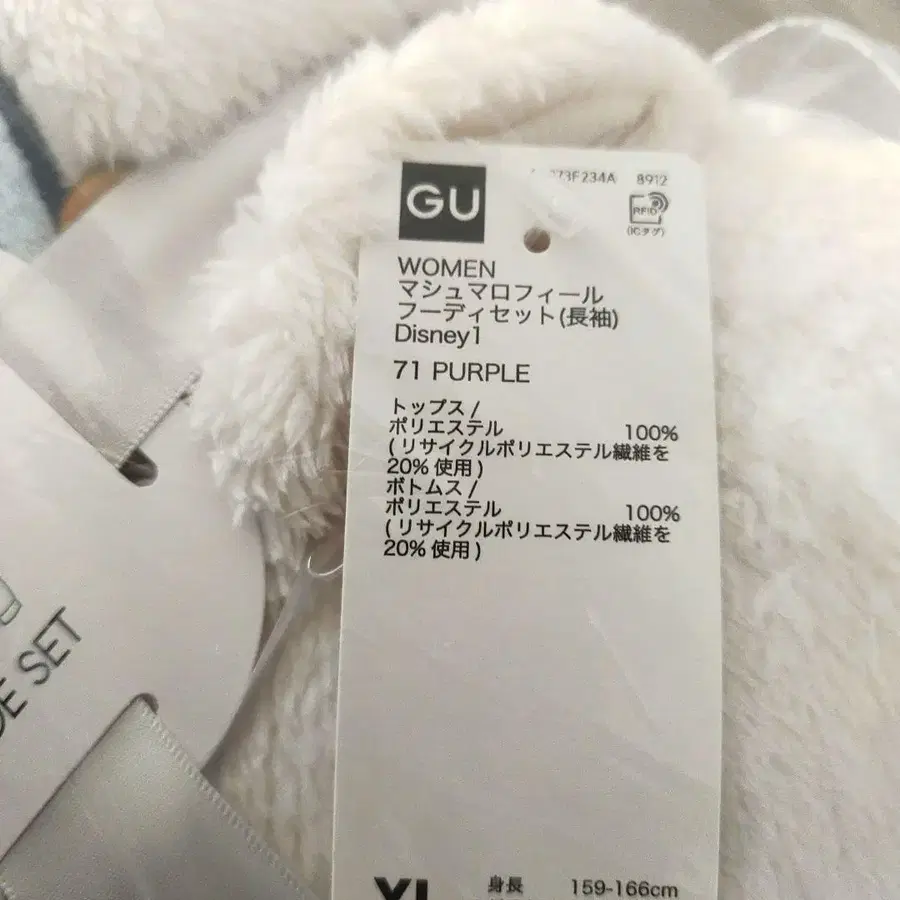 GU
073F234A 8912
RFID
(ICタグ)
WOMEN
マシュマロフィール
フーディセット(長袖)
Disney1
71 PURPLE
トップス/
ポリエステル 100%
(リサイクルポリエステル繊維を
20%使用)
ボトムス/
ポリエステル 100%
(リサイクルポリエステル繊維を
20%使用)
XL 身長 159-166cm
SET